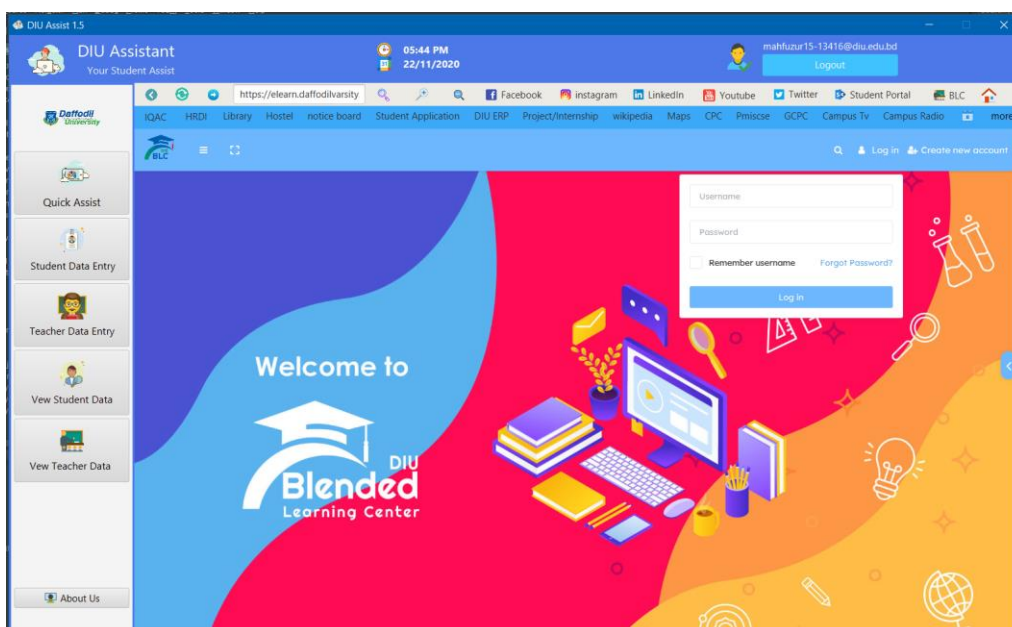 DIU Assist 1.5
DIU Assistant
Your Student Assist
05:44 PM
22/11/2020
mahfuzur15-13416@diu.edu.bd
Logout
https://elearn.daffodilvarsity
Facebook instagram LinkedIn Youtube Twitter Student Portal BLC
Daffodil
University
IQAC HRDI Library Hostel notice board Student Application DIU ERP Project/Internship wikipedia Maps CPC Pmiscse GCPC Campus Tv Campus Radio more
BLC
Log in Create new account
Quick Assist
Student Data Entry
Teacher Data Entry
Vew Student Data
Vew Teacher Data
About Us
Username
Password
Remember username Forgot Password?
Log in
Welcome to
DIU
Blended
Learning Center